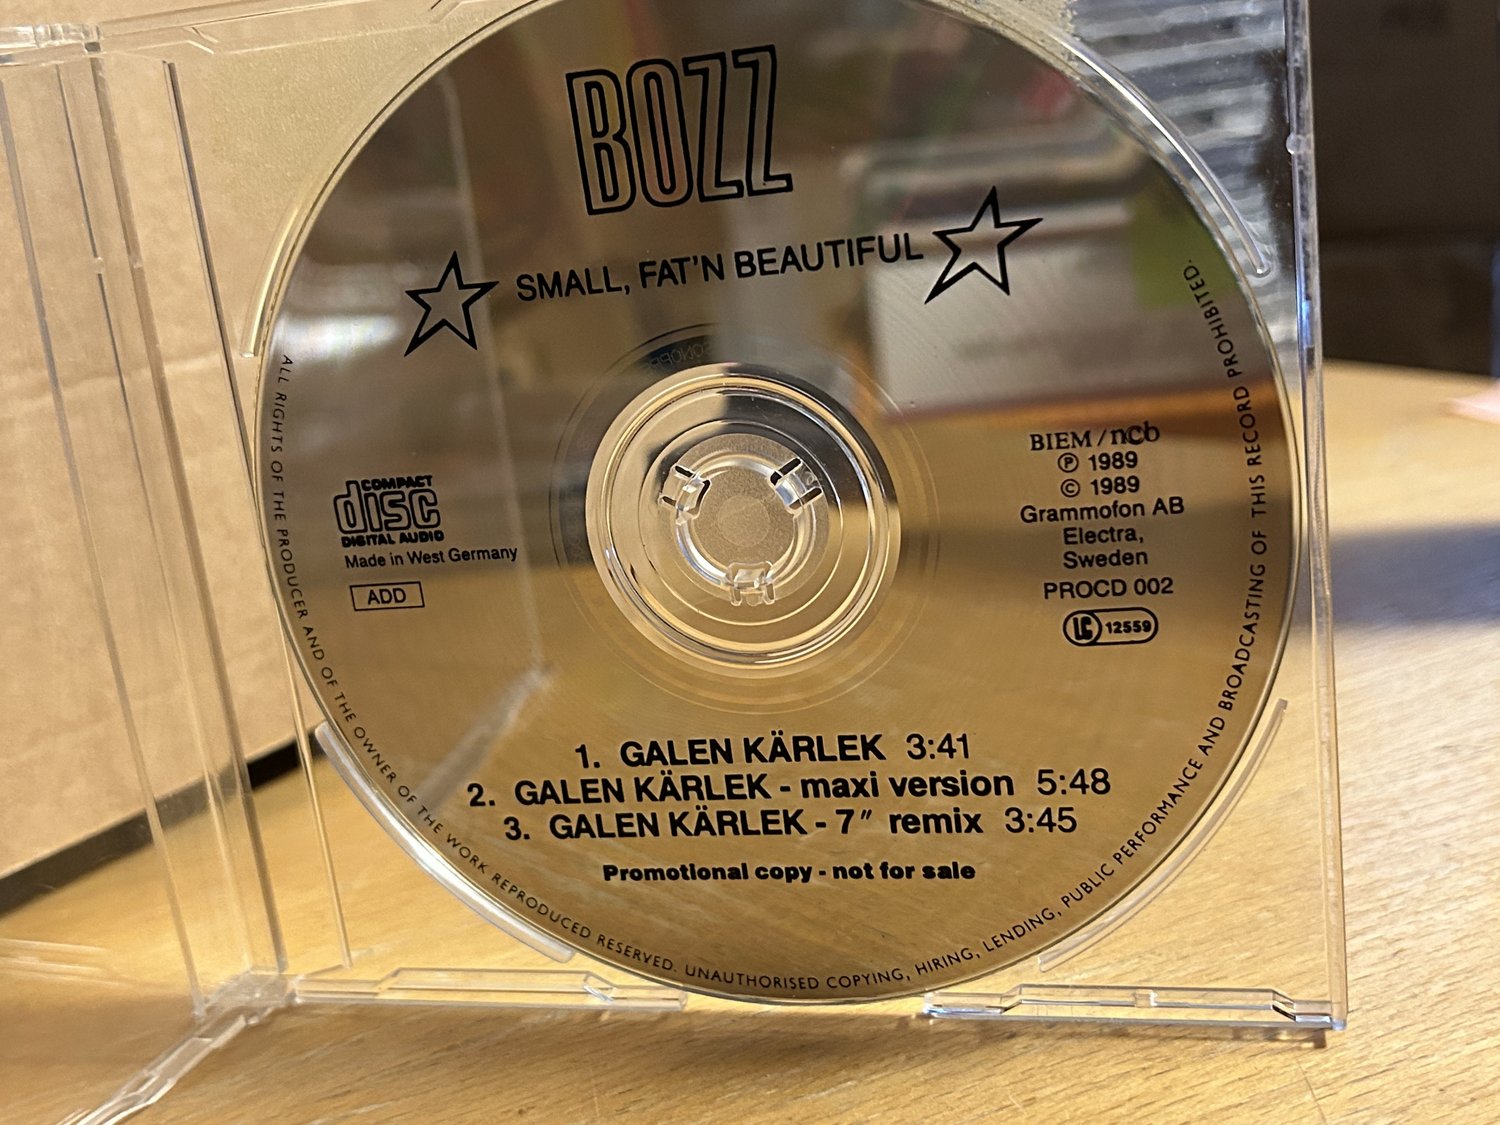 BOZZ
SMALL, FAT'N BEAUTIFUL
COMPACT
disc
DIGITAL AUDIO
Made in West Germany
ADD
BIEM/ncb
Ⓟ 1989
© 1989
Grammofon AB
Electra,
Sweden
PROCD 002
LC 12559
1. GALEN KÄRLEK 3:41
2. GALEN KÄRLEK - maxi version 5:48
3. GALEN KÄRLEK - 7" remix 3:45
Promotional copy - not for sale
ALL RIGHTS OF THE PRODUCER AND OF THE OWNER OF THE WORK REPRODUCED RESERVED. UNAUTHORISED COPYING, HIRING, LENDING, PUBLIC PERFORMANCE AND BROADCASTING OF THIS RECORD PROHIBITED.